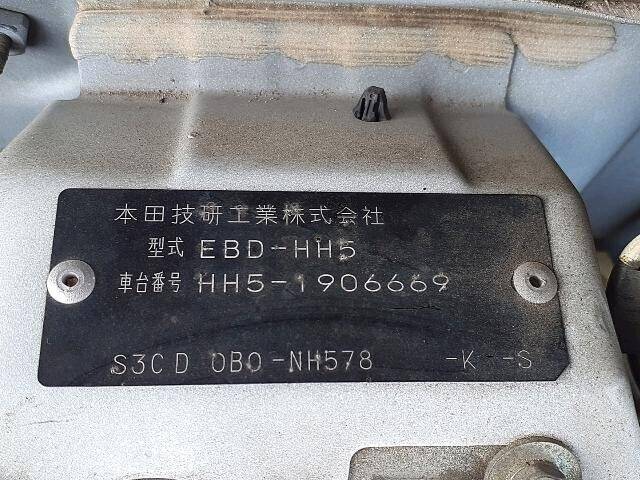 本田技研工業株式会社
型式 EBD-HH5
車台番号 HH5-1906669
S3CD 0B0-NH578 -K -S